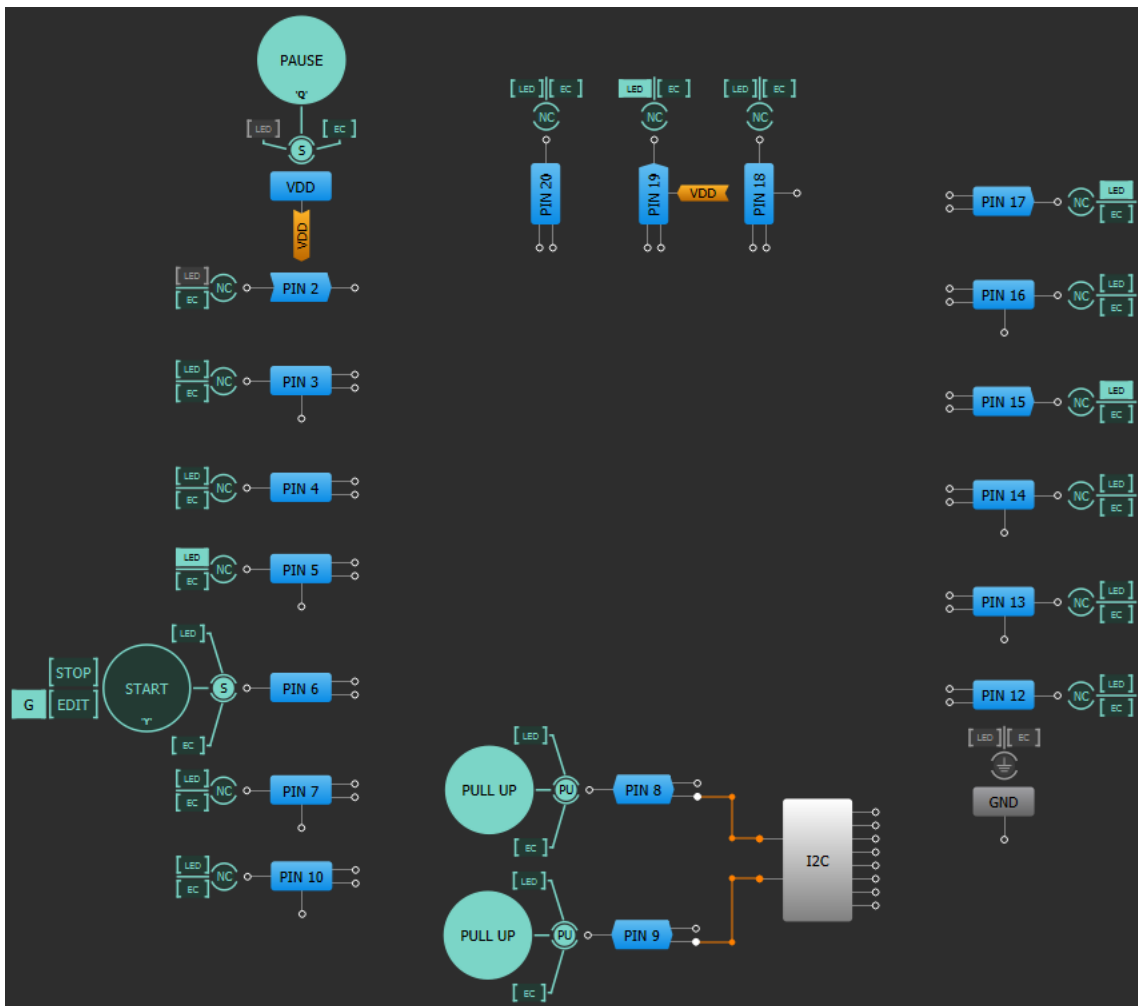 PAUSE
'Q'
LED
EC
S
VDD
VDD
LED
EC
NC
PIN 2
LED
EC
NC
PIN 3
LED
EC
NC
PIN 4
LED
EC
NC
PIN 5
LED
STOP
G
EDIT
START
S
PIN 6
EC
LED
EC
NC
PIN 7
LED
EC
NC
PIN 10
LED EC
NC
PIN 20
LED EC
NC
PIN 19
VDD
LED EC
NC
PIN 18
PIN 17
NC
LED
EC
PIN 16
NC
LED
EC
PIN 15
NC
LED
EC
PIN 14
NC
LED
EC
PIN 13
NC
LED
EC
PIN 12
NC
LED
EC
LED EC
GND
LED
PULL UP
PU
PIN 8
EC
LED
PULL UP
PU
PIN 9
EC
I2C